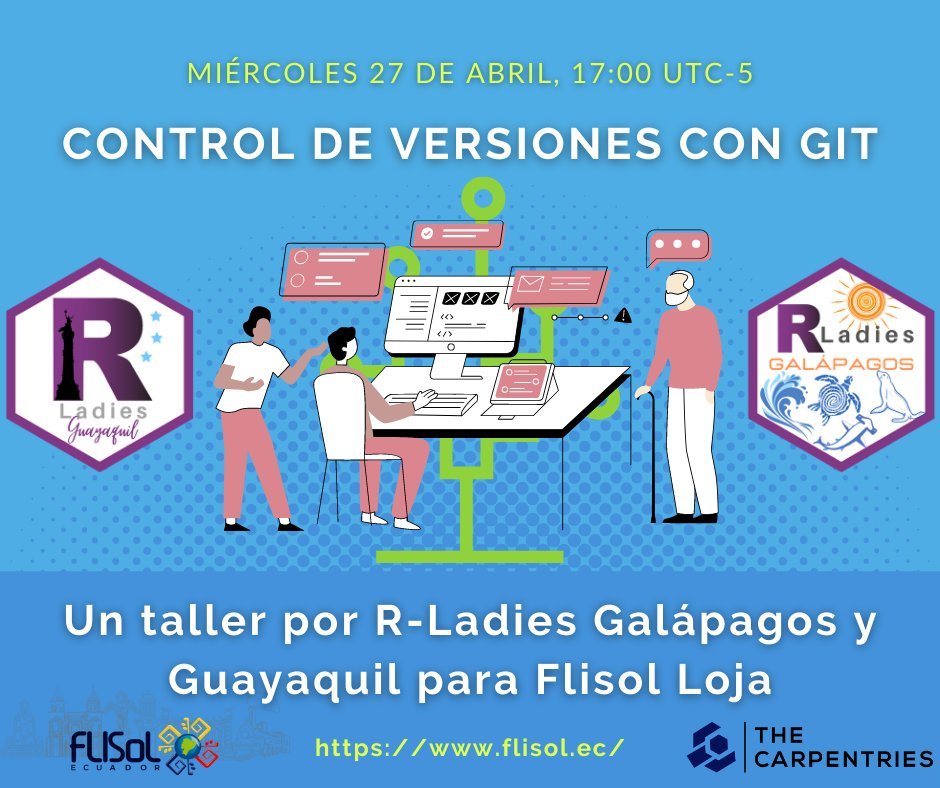 MIÉRCOLES 27 DE ABRIL, 17:00 UTC-5
CONTROL DE VERSIONES CON GIT
R
Ladies
Guayaquil
R Ladies
GALÁPAGOS
Un taller por R-Ladies Galápagos y
Guayaquil para Flisol Loja
FLISoL
ECUADOR
https://www.flisol.ec/
THE
CARPENTRIES